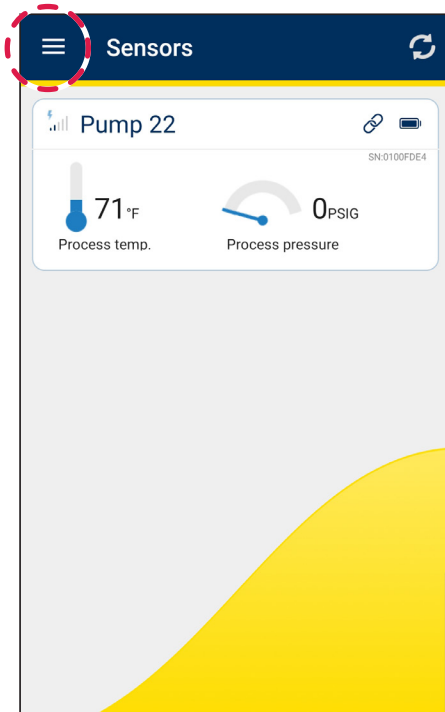 Sensors
Pump 22
SN:0100FDE4
71°F
0PSIG
Process temp.
Process pressure